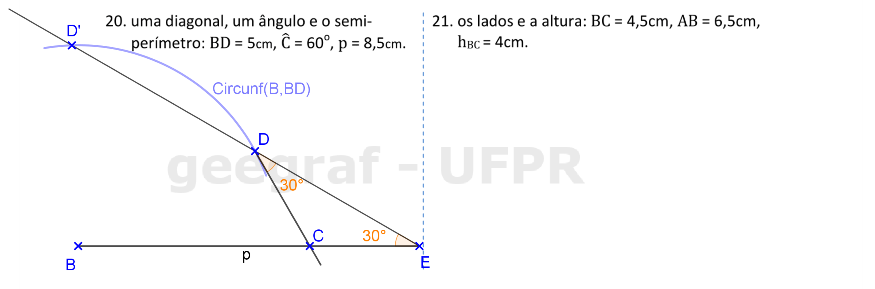 20. uma diagonal, um ângulo e o semi-
perímetro: BD = 5cm, Ĉ = 60°, p = 8,5cm.
21. os lados e a altura: BC = 4,5cm, AB = 6,5cm,
hBC = 4cm.
D'
Circunf(B,BD)
D
geegraf - UFPR
30°
C
30°
B
p
E